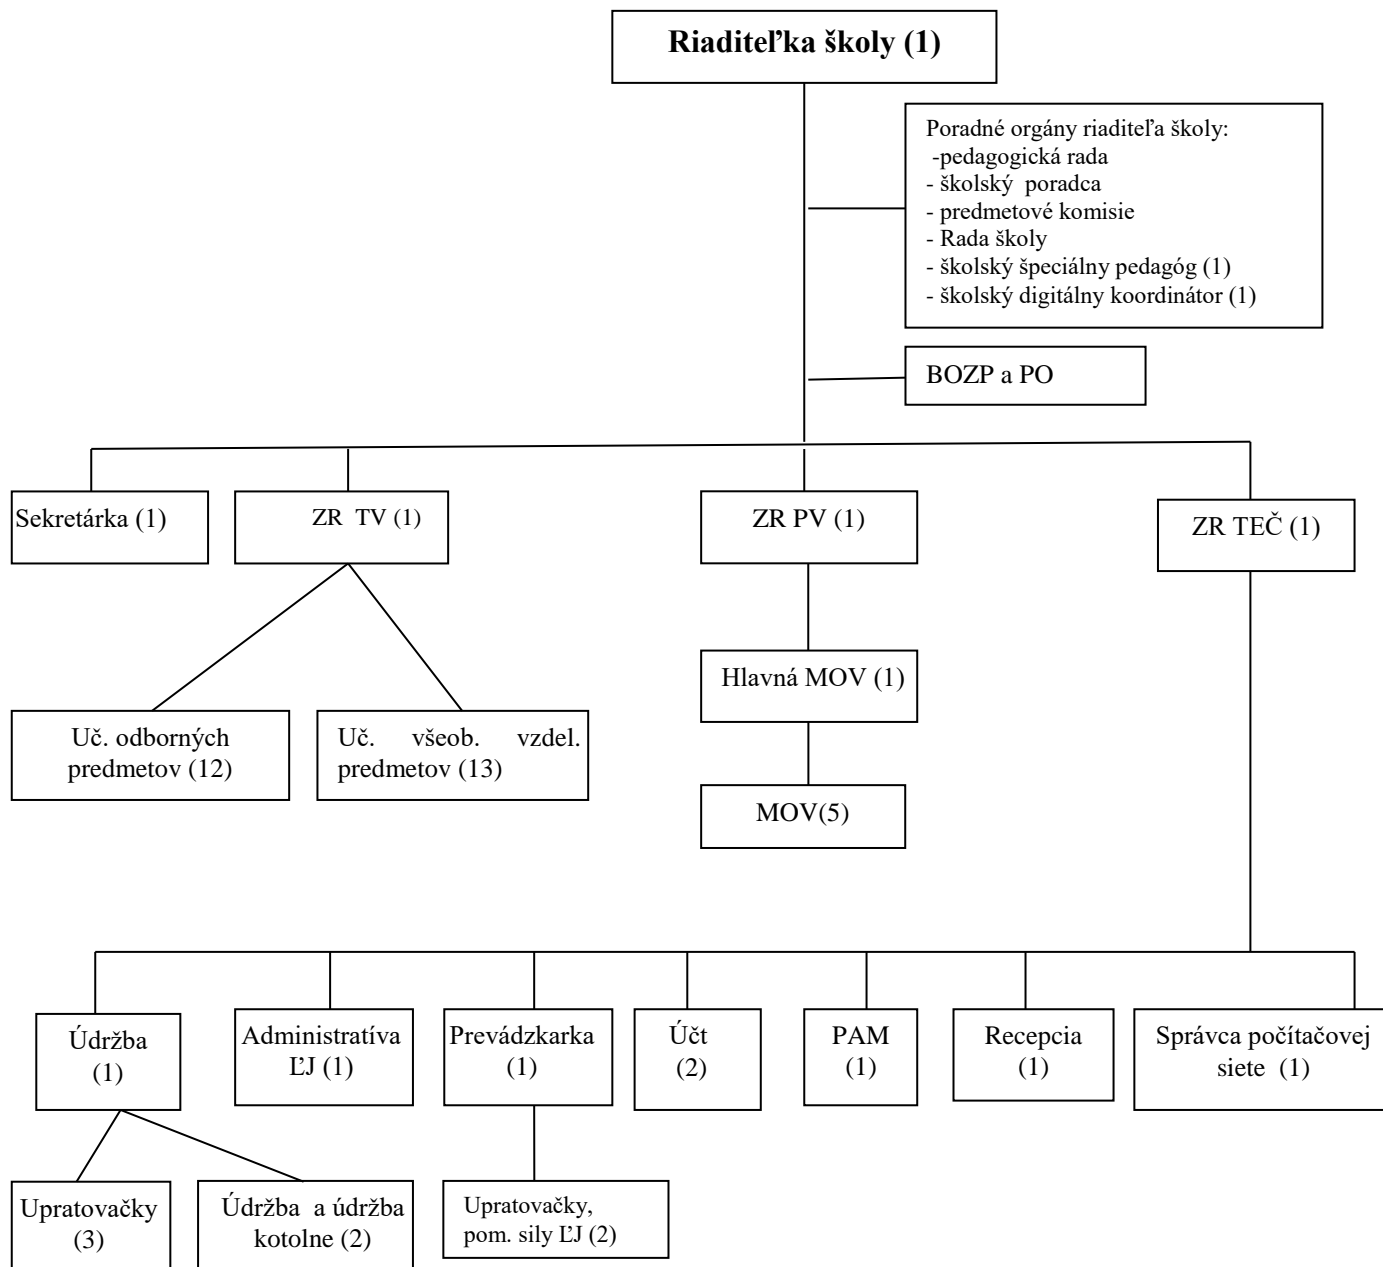 Riaditeľka školy (1)
Poradné orgány riaditeľa školy:
-pedagogická rada
- školský poradca
- predmetové komisie
- Rada školy
- školský špeciálny pedagóg (1)
- školský digitálny koordinátor (1)
BOZP a PO
Sekretárka (1)
ZR TV (1)
ZR PV (1)
ZR TEČ (1)
Hlavná MOV (1)
Uč. odborných
predmetov (12)
Uč. všeob. vzdel.
predmetov (13)
MOV(5)
Údržba
(1)
Administratíva
ĽJ (1)
Prevádzkarka
(1)
Účt
(2)
PAM
(1)
Recepcia
(1)
Správca počítačovej
siete (1)
Upratovačky
(3)
Údržba a údržba
kotolne (2)
Upratovačky,
pom. sily ĽJ (2)